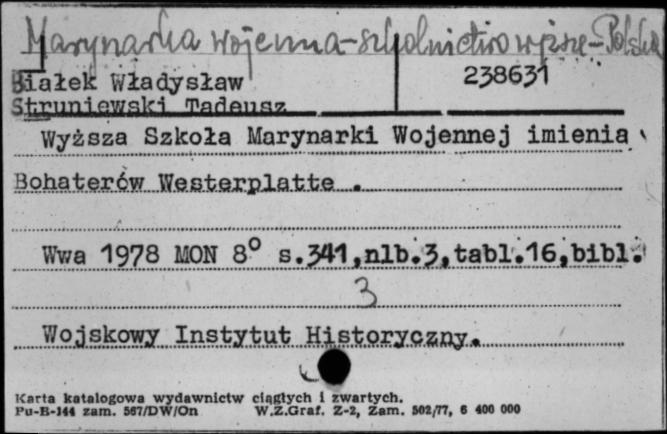 Marynarka wojenna-szkolnictwo wyższe-Polska
Białek Władysław 238631
Struniewski Tadeusz
Wyższa Szkoła Marynarki Wojennej imienia
Bohaterów Westerplatte .
Wwa 1978 MON 8° s.341,nlb.3,tabl.16,bibl.
3
Wojskowy Instytut Historyczny.
Karta katalogowa wydawnictw ciągłych i zwartych.
Pu-B-144 zam. 567/DW/On W.Z.Graf. Z-2, Zam. 502/77, 6 400 000